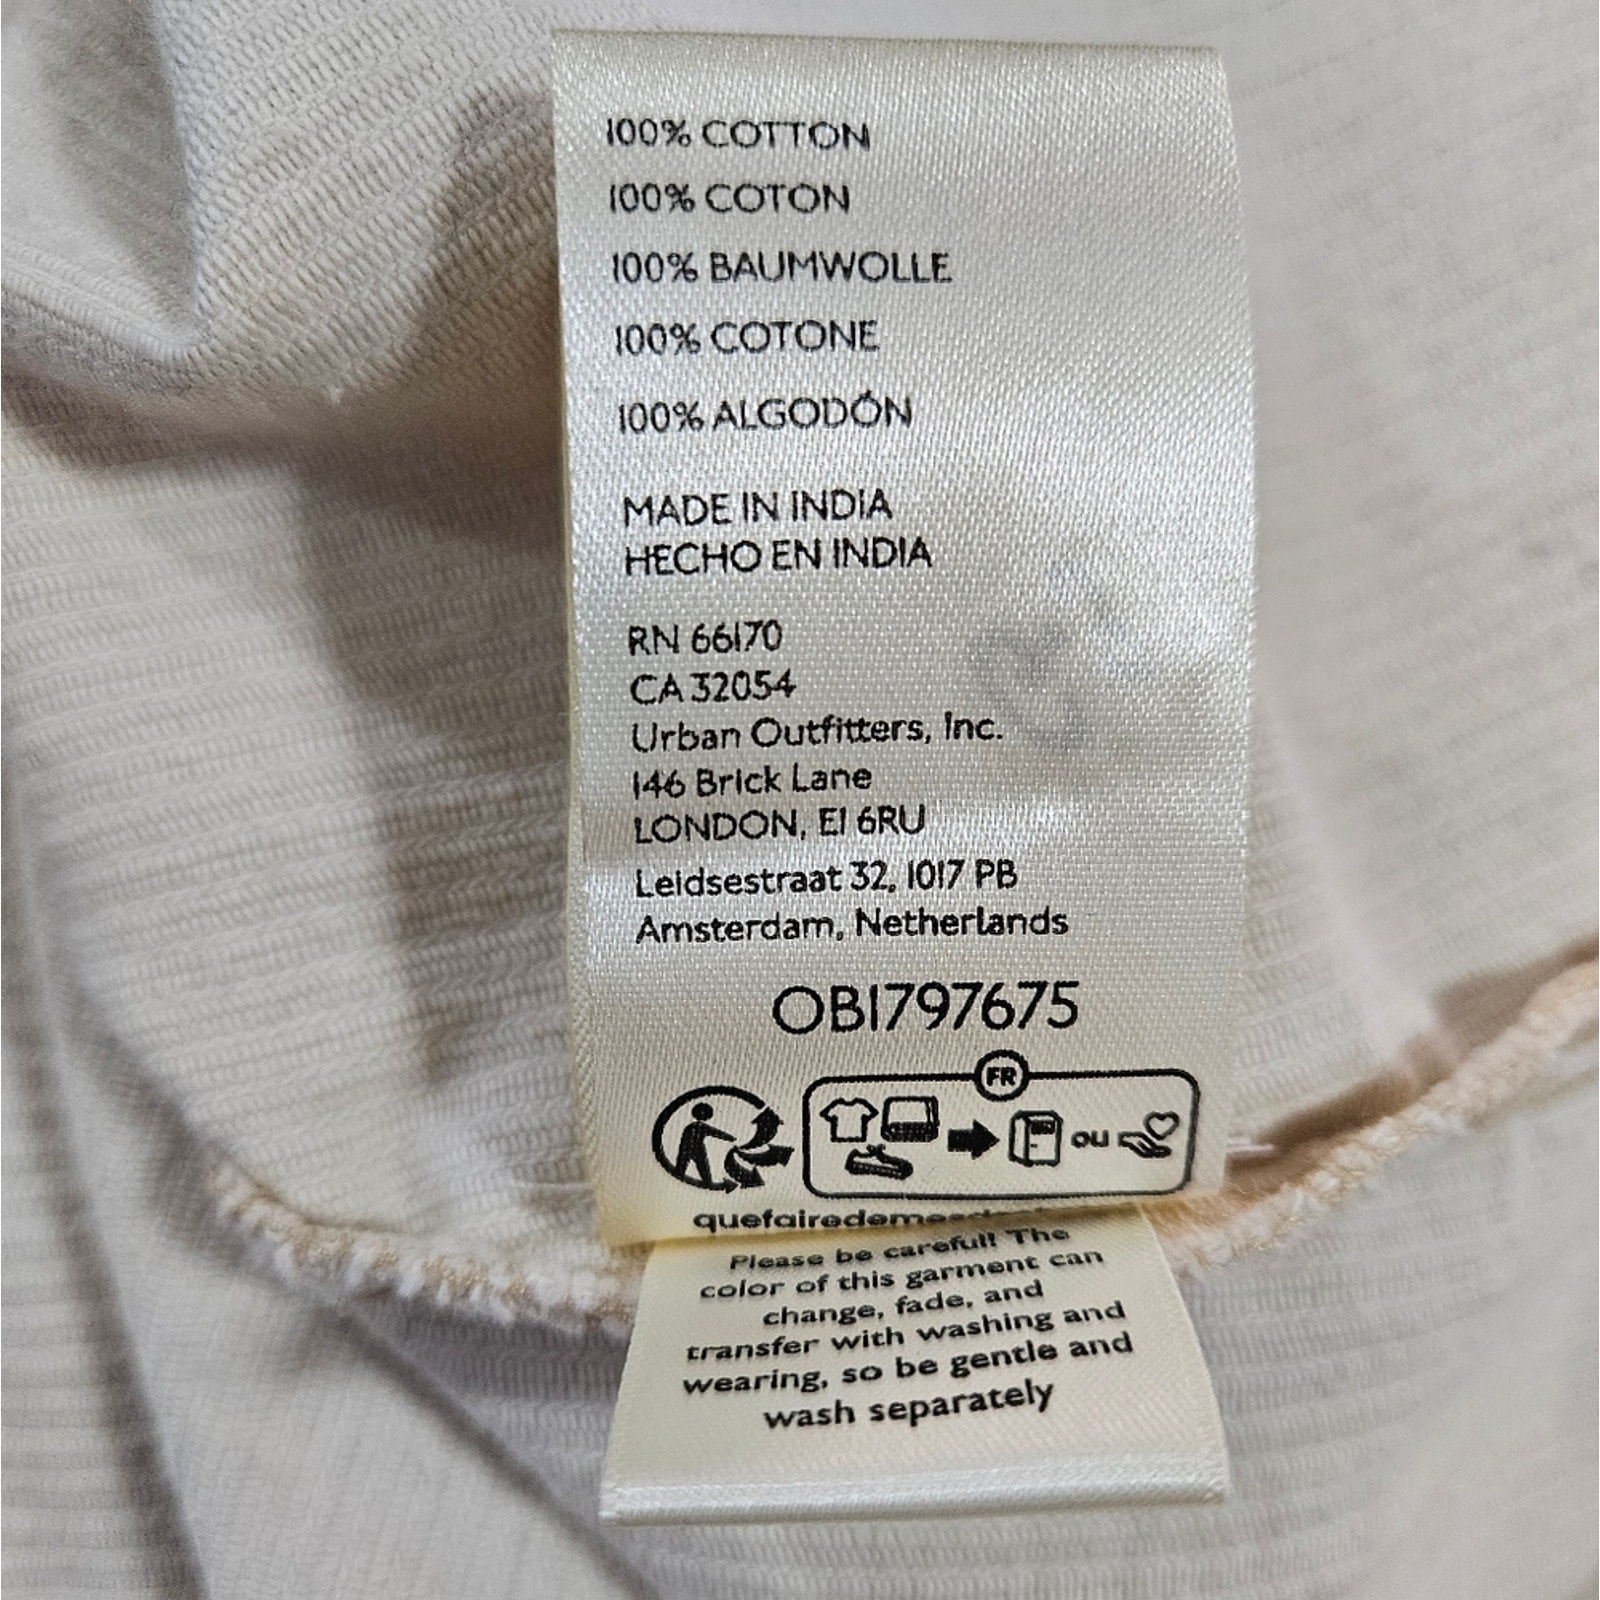 100% COTTON
100% COTON
100% BAUMWOLLE
100% COTONE
100% ALGODÓN
MADE IN INDIA
HECHO EN INDIA
RN 66170
CA 32054
Urban Outfitters, Inc.
146 Brick Lane
LONDON, E1 6RU
Leidsestraat 32, 1017 PB
Amsterdam, Netherlands
OB1797675
FR
ou
Please be careful! The
color of this garment can
change, fade, and
transfer with washing and
wearing, so be gentle and
wash separately